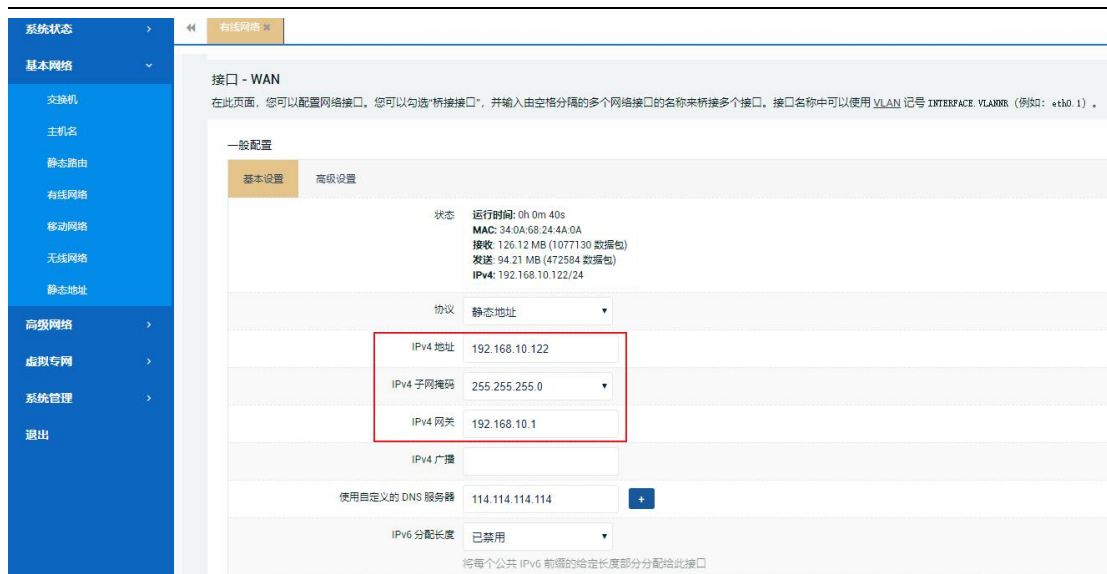 系统状态
有线网络
基本网络
交换机
主机名
静态路由
有线网络
移动网络
无线网络
静态地址
高级网络
虚拟专网
系统管理
退出
接口 - WAN
在此页面，您可以配置网络接口。您可以勾选“桥接接口”，并输入由空格分隔的多个网络接口的名称来桥接多个接口。接口名称中可以使用 VLAN 记号 INTERFACE.VLANNR（例如：eth0.1）。
一般配置
基本设置 高级设置
状态 运行时间: 0h 0m 40s
MAC: 34:0A:68:24:4A:0A
接收: 126.12 MB (1077130 数据包)
发送: 94.21 MB (472584 数据包)
IPv4: 192.168.10.122/24
协议 静态地址
IPv4 地址 192.168.10.122
IPv4 子网掩码 255.255.255.0
IPv4 网关 192.168.10.1
IPv4 广播
使用自定义的 DNS 服务器 114.114.114.114 +
IPv6 分配长度 已禁用
将每个公共 IPv6 前缀的给定长度部分分配给此接口